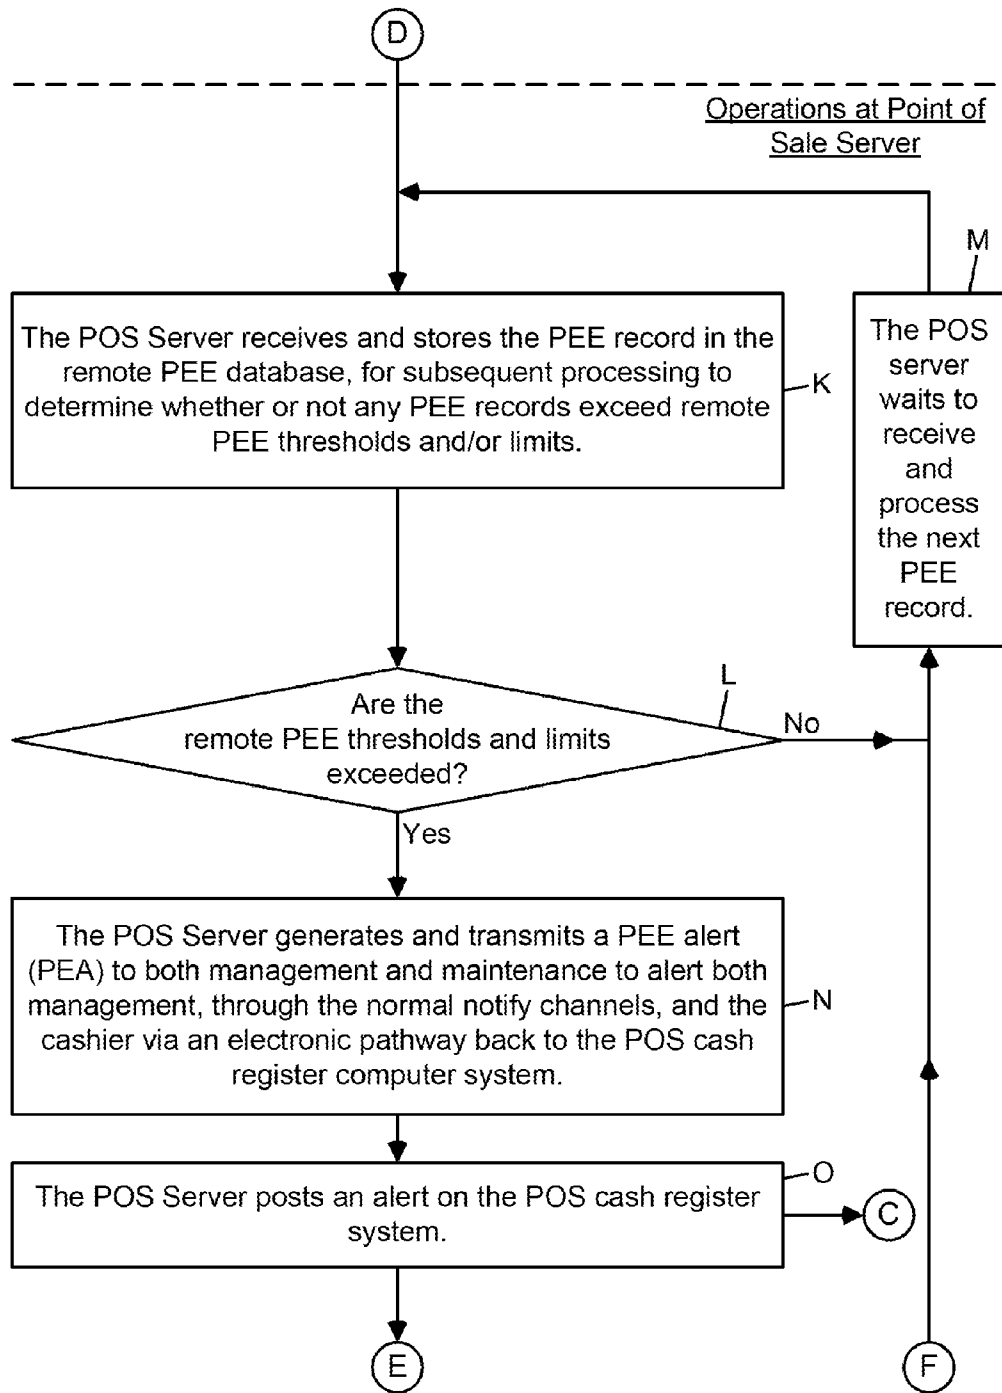 D
Operations at Point of
Sale Server
M
The POS Server receives and stores the PEE record in the
remote PEE database, for subsequent processing to
determine whether or not any PEE records exceed remote
PEE thresholds and/or limits.
K
The POS
server
waits to
receive
and
process
the next
PEE
record.
L
Are the
remote PEE thresholds and limits
exceeded?
No
Yes
The POS Server generates and transmits a PEE alert
(PEA) to both management and maintenance to alert both
management, through the normal notify channels, and the
cashier via an electronic pathway back to the POS cash
register computer system.
N
The POS Server posts an alert on the POS cash register
system.
O
C
E
F